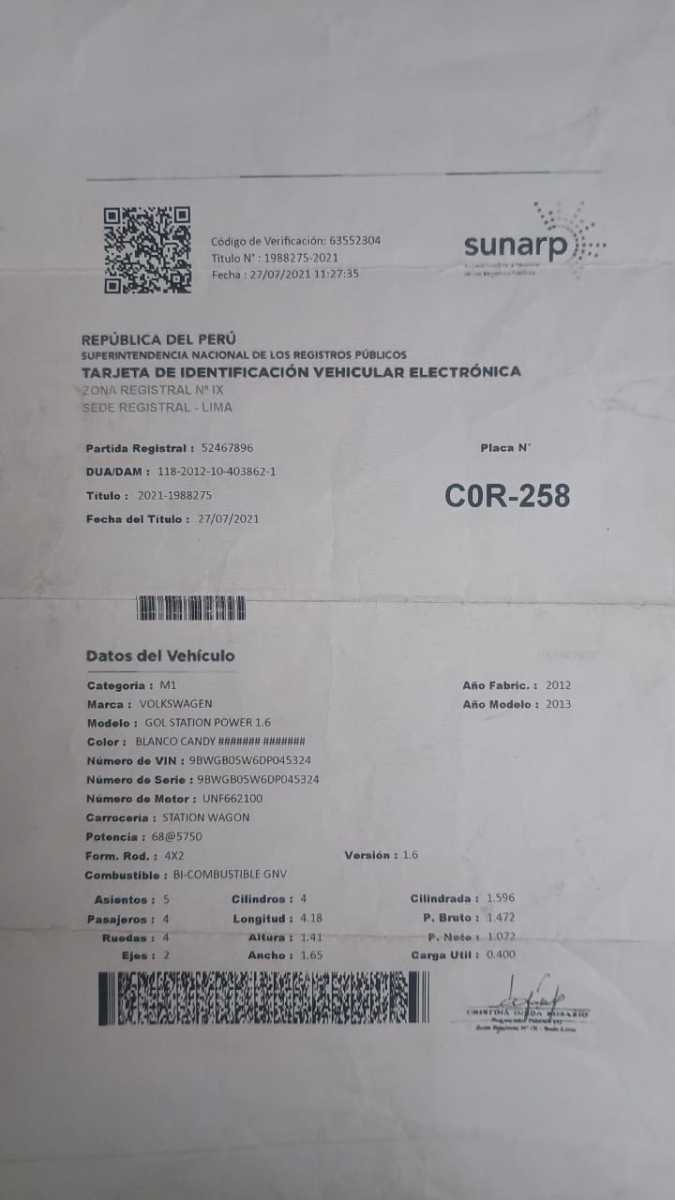 Código de Verificación: 63552304
Titulo N° : 1988275-2021
Fecha : 27/07/2021 11:27:35
sunarp
REPÚBLICA DEL PERÚ
SUPERINTENDENCIA NACIONAL DE LOS REGISTROS PÚBLICOS
TARJETA DE IDENTIFICACIÓN VEHICULAR ELECTRÓNICA
ZONA REGISTRAL Nº IX
SEDE REGISTRAL - LIMA
Partida Registral : 52467896
Placa N°
DUA/DAM : 118-2012-10-403862-1
Titulo : 2021-1988275
C0R-258
Fecha del Titulo : 27/07/2021
Datos del Vehículo
Categoria : M1 Año Fabric. : 2012
Marca : VOLKSWAGEN Año Modelo : 2013
Modelo : GOL STATION POWER 1.6
Color : BLANCO CANDY ####### #######
Número de VIN : 9BWGB05W6DP045324
Número de Serie : 9BWGB05W6DP045324
Número de Motor : UNF662100
Carrocería : STATION WAGON
Potencia : 68@5750
Form. Rod. : 4X2 Versión : 1.6
Combustible : BI-COMBUSTIBLE GNV
Asientos : 5 Cilindros : 4 Cilindrada : 1.596
Pasajeros : 4 Longitud : 4.18 P. Bruto : 1.472
Ruedas : 4 Altura : 1.41 P. Neto : 1.072
Ejes : 2 Ancho : 1.65 Carga Util : 0.400
CRISTINA ROSARIO